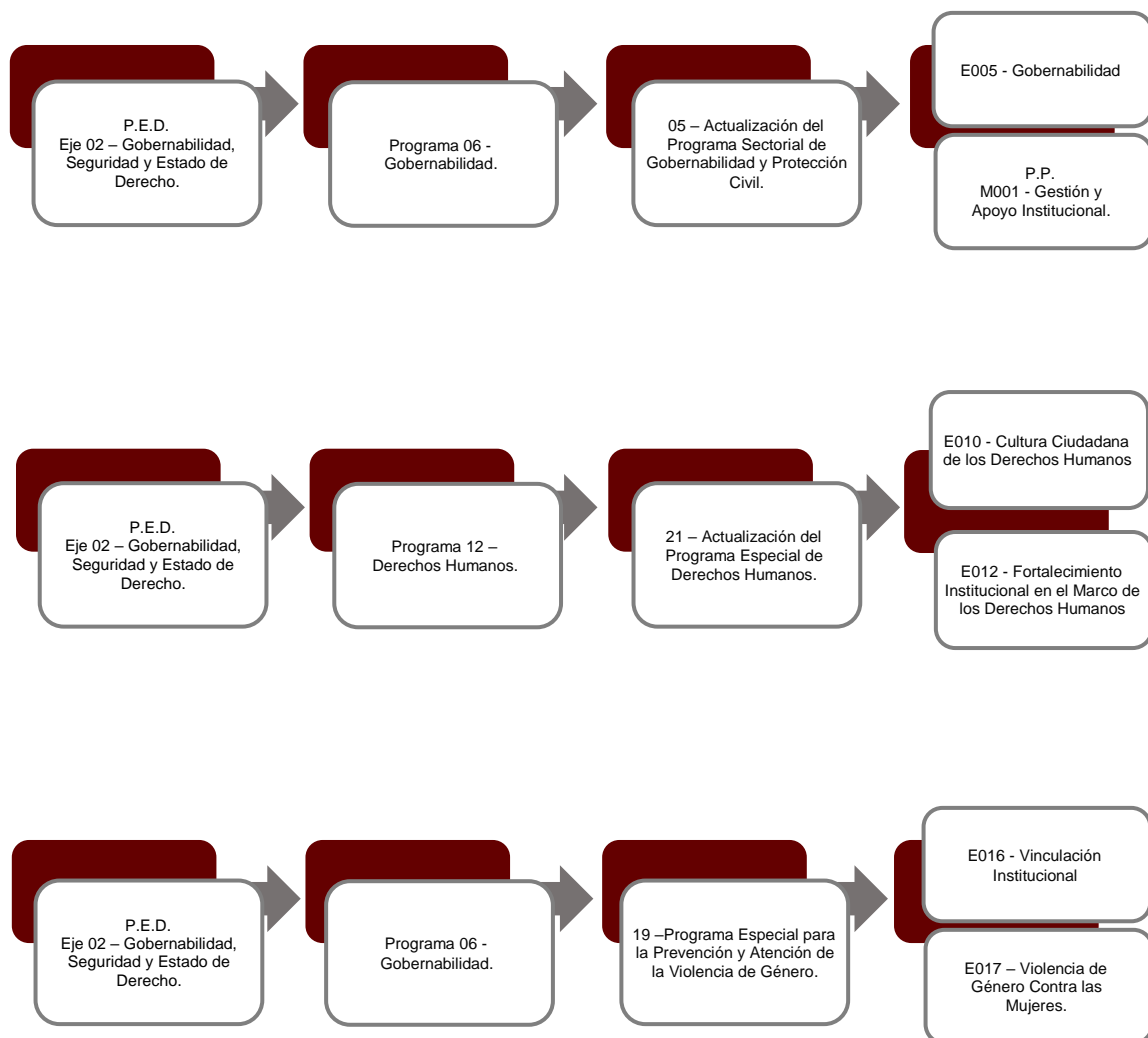 P.E.D.
Eje 02 – Gobernabilidad,
Seguridad y Estado de
Derecho.
Programa 06 -
Gobernabilidad.
05 – Actualización del
Programa Sectorial de
Gobernabilidad y Protección
Civil.
E005 - Gobernabilidad
P.P.
M001 - Gestión y
Apoyo Institucional.
P.E.D.
Eje 02 – Gobernabilidad,
Seguridad y Estado de
Derecho.
Programa 12 –
Derechos Humanos.
21 – Actualización del
Programa Especial de
Derechos Humanos.
E010 - Cultura Ciudadana
de los Derechos Humanos
E012 - Fortalecimiento
Institucional en el Marco de
los Derechos Humanos
P.E.D.
Eje 02 – Gobernabilidad,
Seguridad y Estado de
Derecho.
Programa 06 -
Gobernabilidad.
19 –Programa Especial para
la Prevención y Atención de
la Violencia de Género.
E016 - Vinculación
Institucional
E017 – Violencia de
Género Contra las
Mujeres.